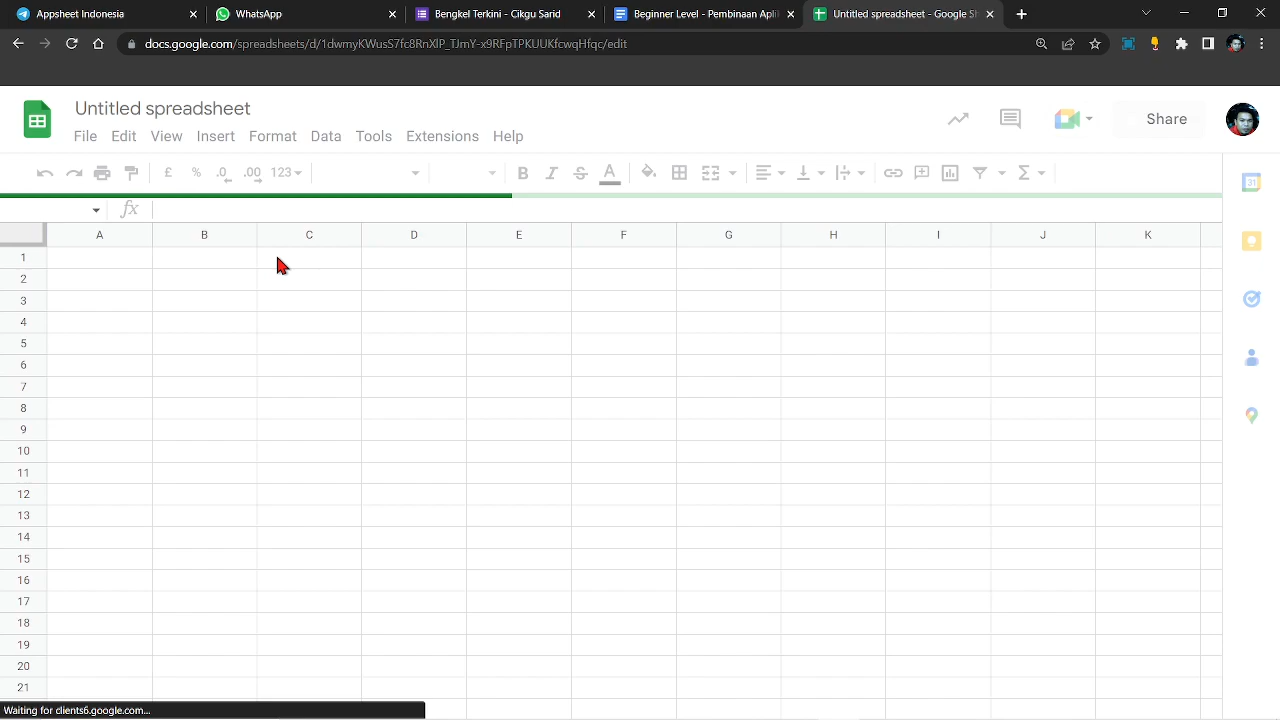 Appsheet Indonesia
WhatsApp
Bengkel Terkini - Cikgu Sarid
Beginner Level - Perbinaan Apli
Untitled spreadsheet - Google Sh
docs.google.com/spreadsheets/d/1dwmyKWusS7fc8RnXlP_TJmY-x9RFpTPKUUKfcwqHfqc/edit
Untitled spreadsheet
File Edit View Insert Format Data Tools Extensions Help
Share
£ % .0 .00 123 B I S A
fx
A B C D E F G H I J K
1
2
3
4
5
6
7
8
9
10
11
12
13
14
15
16
17
18
19
20
21
31
Waiting for clients6.google.com...